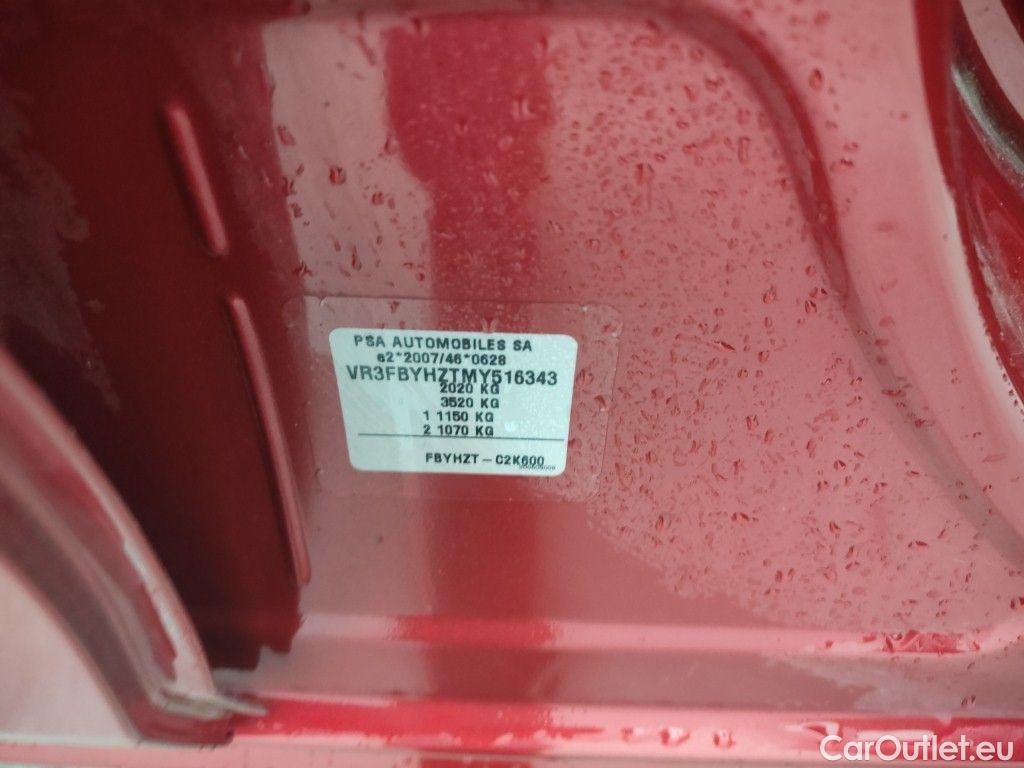 PSA AUTOMOBILES SA
e2*2007/46*0628
VR3FBYHZTMY516343
2020 KG
3520 KG
1 1150 KG
2 1070 KG
FBYHZT - C2K600
CarOutlet.eu